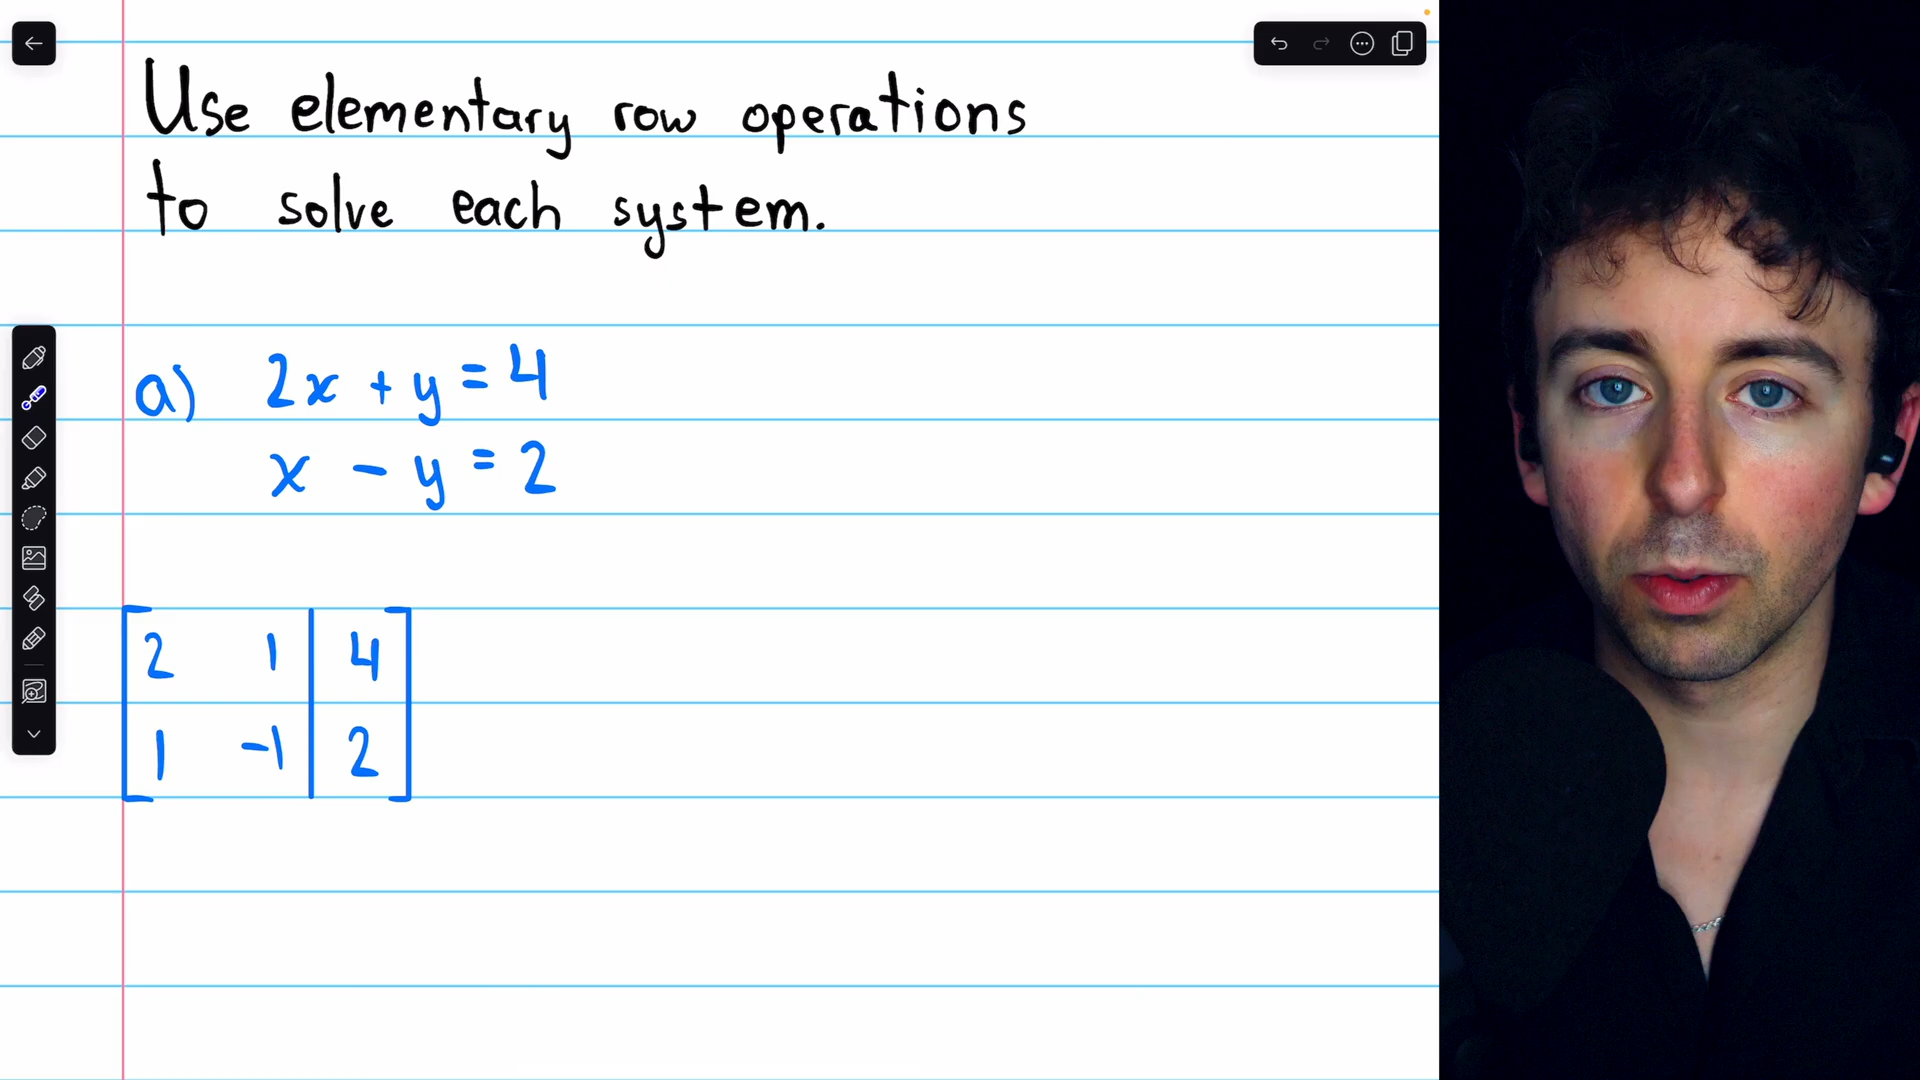 Use elementary row operations
to solve each system.
a) 2x + y = 4
x - y = 2
2 1 4
1 -1 2